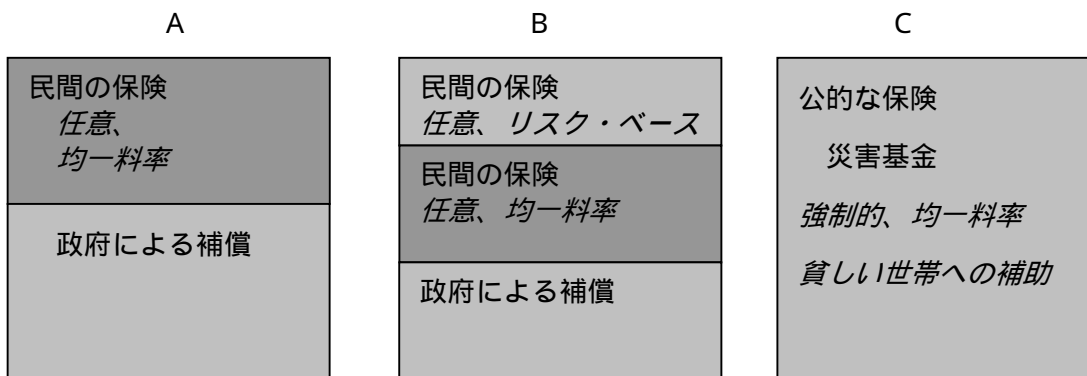 A
B
C
民間の保険
任意、
均一料率
政府による補償
民間の保険
任意、リスク・ベース
民間の保険
任意、均一料率
政府による補償
公的な保険
災害基金
強制的、均一料率
貧しい世帯への補助